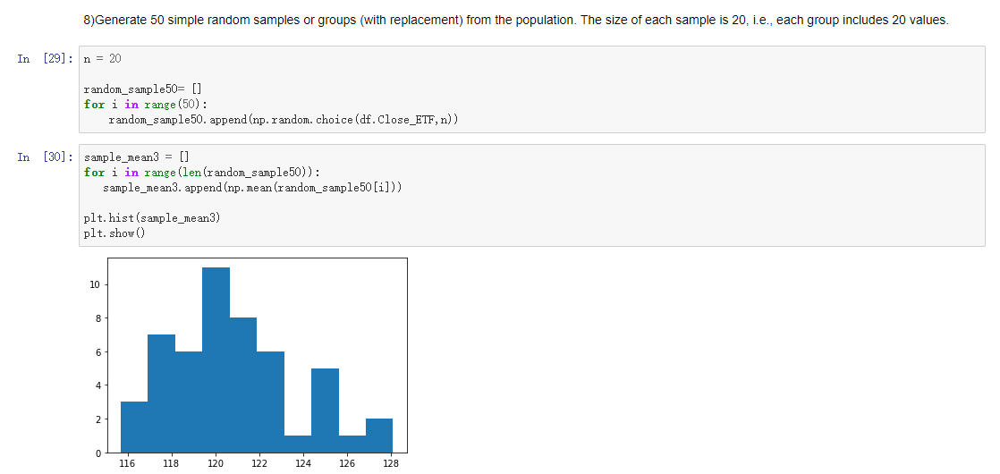 8)Generate 50 simple random samples or groups (with replacement) from the population. The size of each sample is 20, i.e., each group includes 20 values.
In [29]: n = 20
random_sample50= []
for i in range(50):
    random_sample50.append(np.random.choice(df.Close_ETF,n))
In [30]: sample_mean3 = []
for i in range(len(random_sample50)):
   sample_mean3.append(np.mean(random_sample50[i]))
plt.hist(sample_mean3)
plt.show()
10
8
6
4
2
0
116 118 120 122 124 126 128